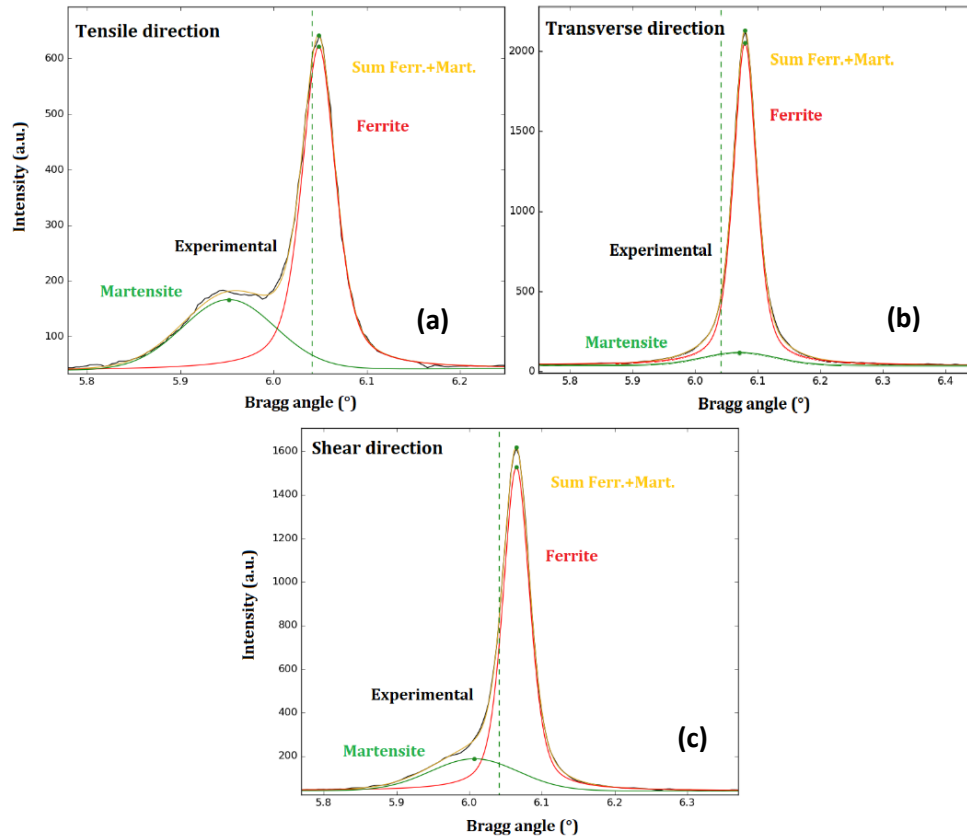 Tensile direction
600
500
400
300
200
100
Sum Ferr.+Mart.
Ferrite
Experimental
Martensite
(a)
Intensity (a.u.)
5.8
5.9
6.0
6.1
6.2
Bragg angle (°)
Transverse direction
2000
1500
1000
500
0
Sum Ferr.+Mart.
Ferrite
Experimental
Martensite
(b)
5.8
5.9
6.0
6.1
6.2
6.3
6.4
Bragg angle (°)
Shear direction
1600
1400
1200
1000
800
600
400
200
Sum Ferr.+Mart.
Ferrite
Experimental
Martensite
(c)
Intensity (a.u.)
5.8
5.9
6.0
6.1
6.2
6.3
Bragg angle (°)